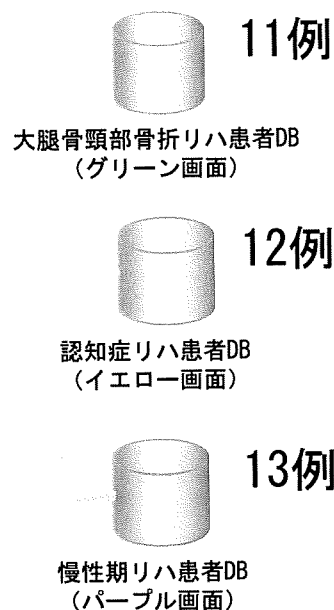 11例
大腿骨頸部骨折リハ患者DB
(グリーン画面)
12例
認知症リハ患者DB
(イエロー画面)
13例
慢性期リハ患者DB
(パープル画面)